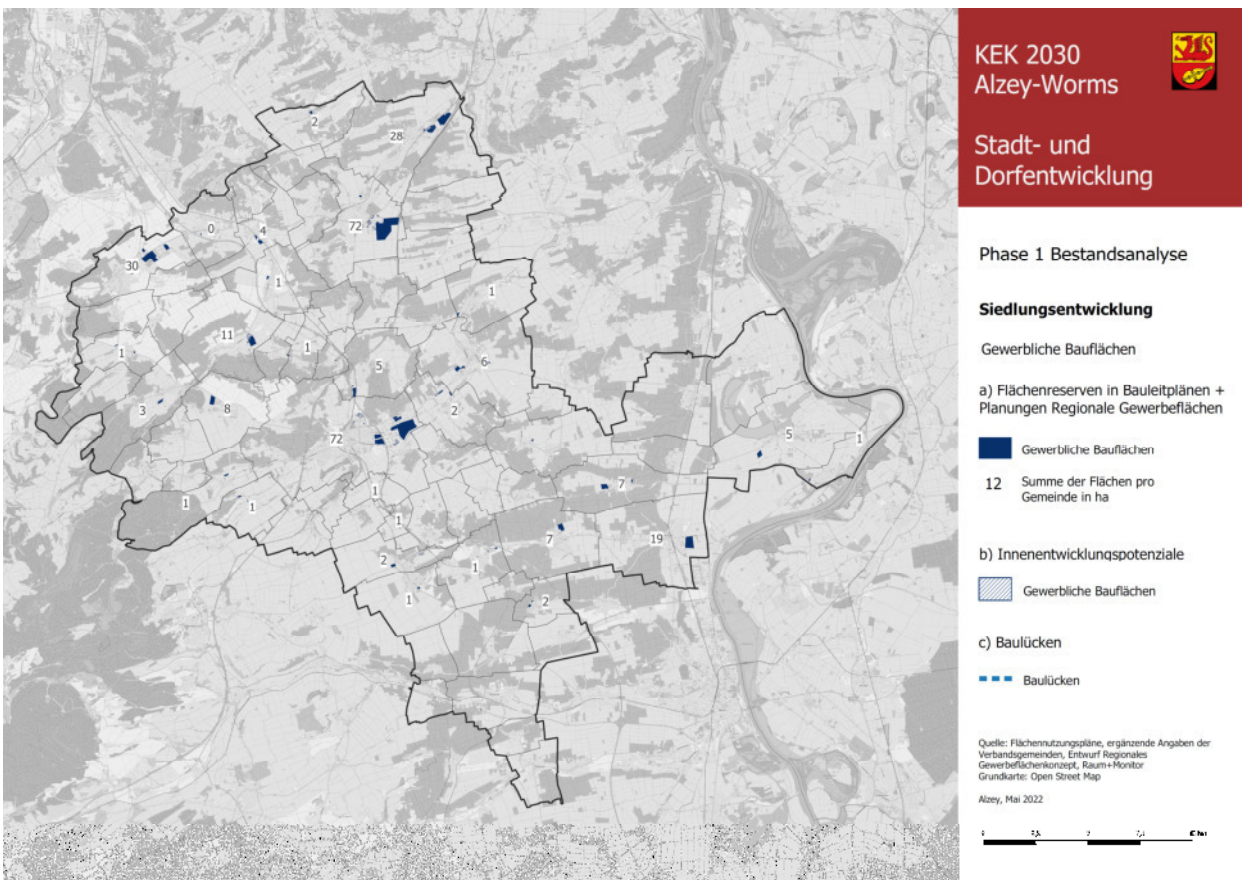 KEK 2030
Alzey-Worms
Stadt- und
Dorfentwicklung
Phase 1 Bestandsanalyse
Siedlungsentwicklung
Gewerbliche Bauflächen
a) Flächenreserven in Bauleitplänen +
Planungen Regionale Gewerbeflächen
Gewerbliche Bauflächen
12 Summe der Flächen pro
Gemeinde in ha
b) Innenentwicklungspotenziale
Gewerbliche Bauflächen
c) Baulücken
Baulücken
Quelle: Flächennutzungspläne, ergänzende Angaben der
Verbandsgemeinden, Entwurf Regionales
Gewerbeflächenkonzept, Raum+Monitor
Grundkarte: Open Street Map
Alzey, Mai 2022
2
28
0
4
72
30
1
1
11
1
1
5
6
3
8
2
72
5
1
7
1
1
1
1
7
19
2
1
1
2